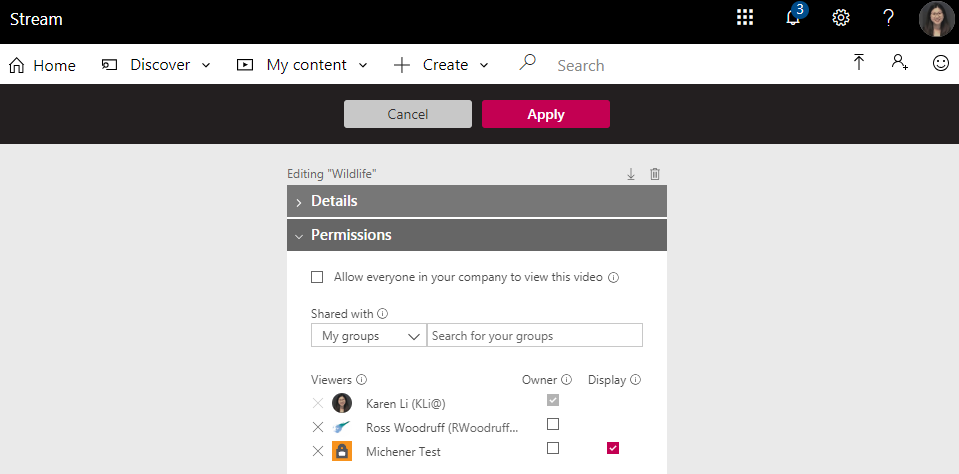 Stream
3
?
Home Discover My content Create Search
Cancel Apply
Editing "Wildlife"
Details
Permissions
Allow everyone in your company to view this video
Shared with
My groups Search for your groups
Viewers Owner Display
Karen Li (KLi@)
Ross Woodruff (RWoodruff...
Michener Test